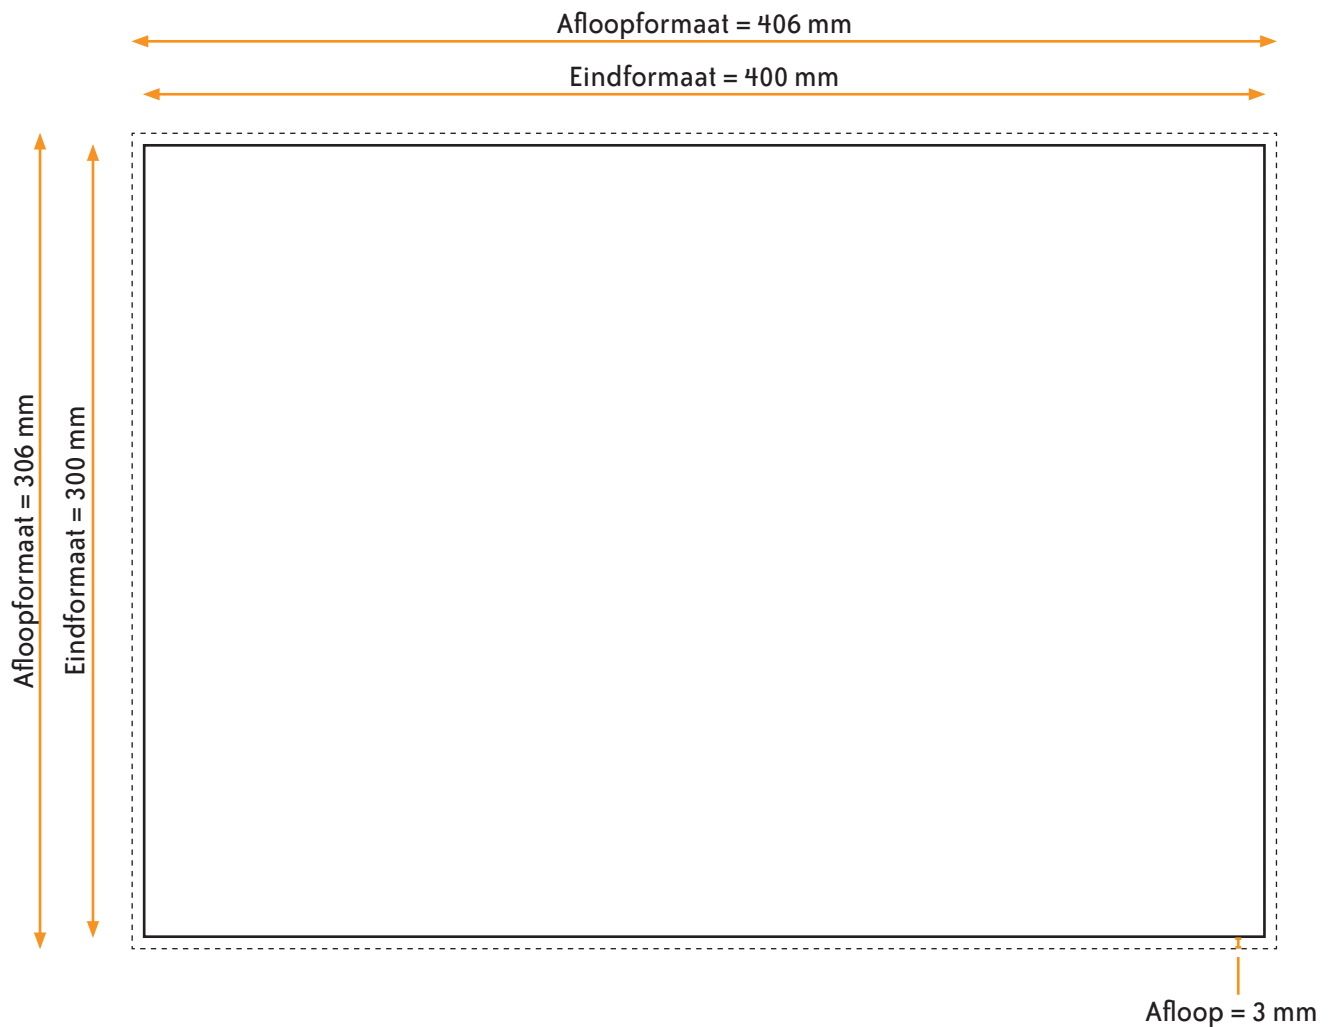 Afloopformaat = 406 mm
Eindformaat = 400 mm
Afloopformaat = 306 mm
Eindformaat = 300 mm
Afloop = 3 mm